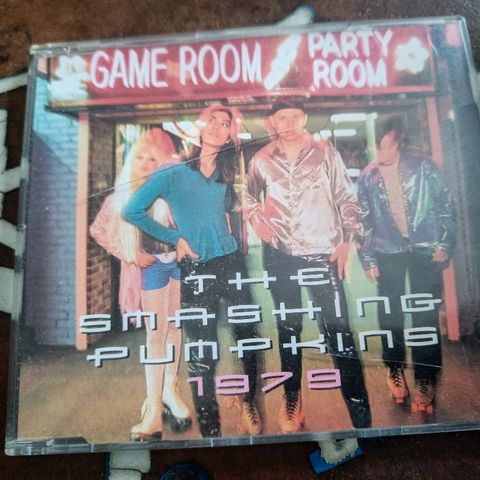 GAME ROOM
PARTY
ROOM
THE
SMASHING
PUMPKINS
1979